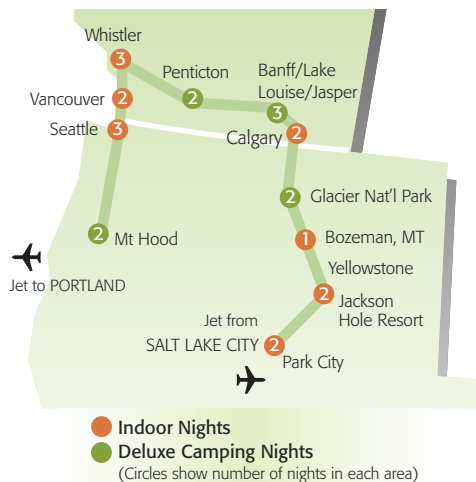 Whistler
3
Penticton
2
Banff/Lake
Louise/Jasper
3
Vancouver
2
Seattle
3
Calgary
2
2
Glacier Nat'l Park
2
Mt Hood
1
Bozeman, MT
Yellowstone
Jet to PORTLAND
2
Jackson
Hole Resort
Jet from
SALT LAKE CITY
2
Park City
Indoor Nights
Deluxe Camping Nights
(Circles show number of nights in each area)